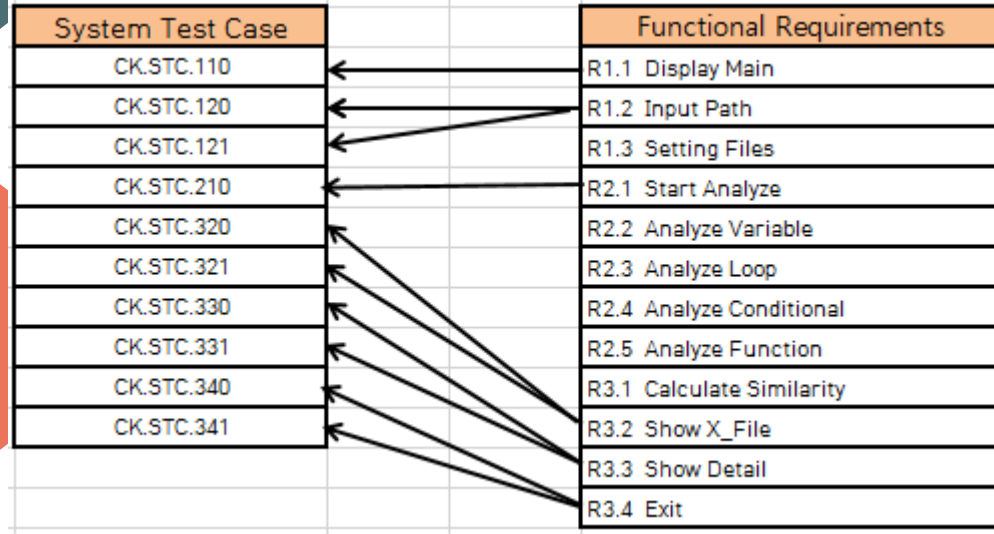 System Test Case
CK.STC.110
CK.STC.120
CK.STC.121
CK.STC.210
CK.STC.320
CK.STC.321
CK.STC.330
CK.STC.331
CK.STC.340
CK.STC.341
Functional Requirements
R1.1 Display Main
R1.2 Input Path
R1.3 Setting Files
R2.1 Start Analyze
R2.2 Analyze Variable
R2.3 Analyze Loop
R2.4 Analyze Conditional
R2.5 Analyze Function
R3.1 Calculate Similarity
R3.2 Show X_File
R3.3 Show Detail
R3.4 Exit